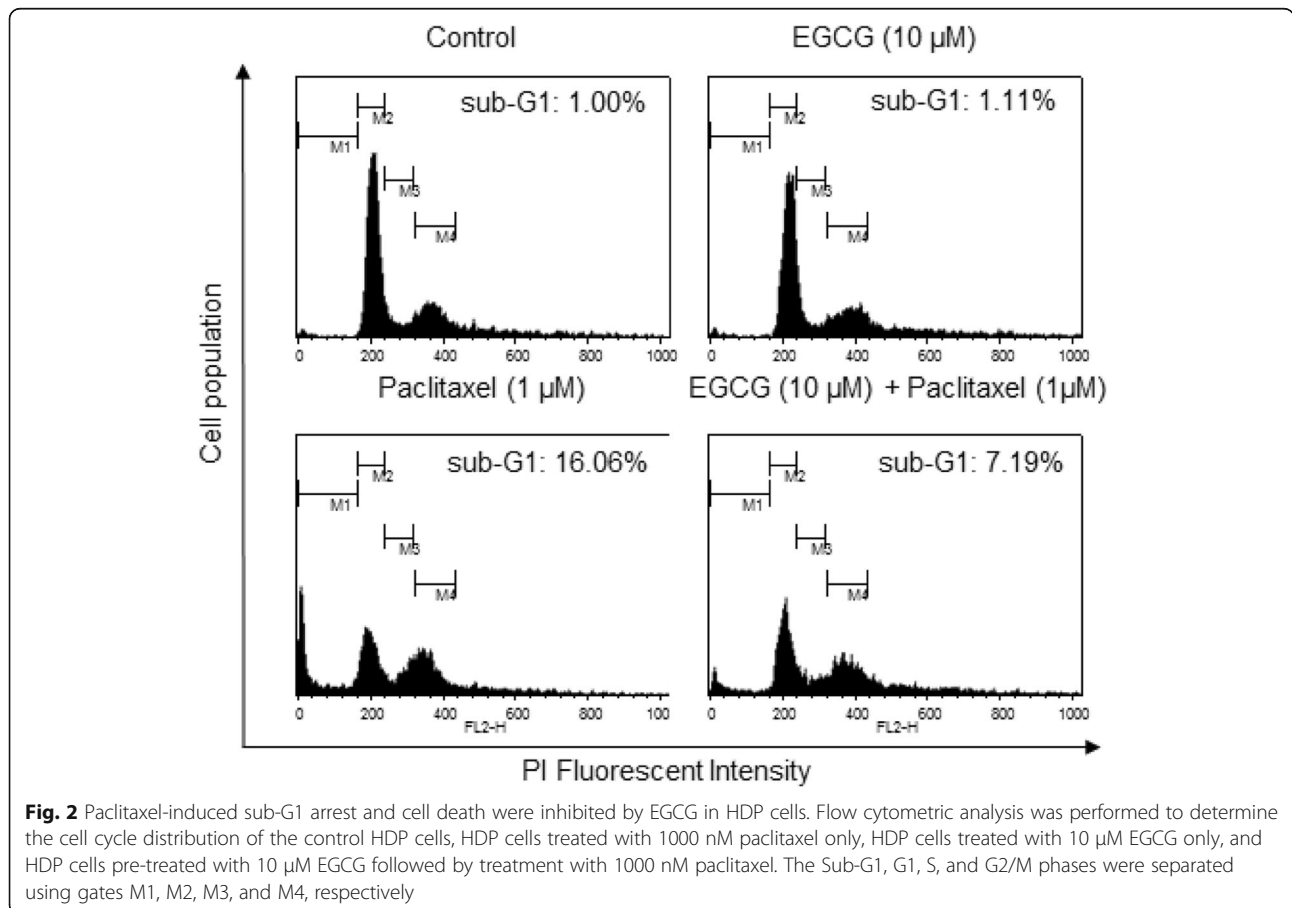 Control
EGCG (10 µM)
sub-G1: 1.00%
M2
M1
M3
M4
0 200 400 600 800 1000
sub-G1: 1.11%
M2
M1
M3
M4
0 200 400 600 800 1000
Cell population
Paclitaxel (1 µM)
EGCG (10 µM) + Paclitaxel (1µM)
sub-G1: 16.06%
M2
M1
M3
M4
0 200 400 600 800 100
FL2-H
sub-G1: 7.19%
M2
M1
M3
M4
0 200 400 600 800 1000
FL2-H
PI Fluorescent Intensity
Fig. 2 Paclitaxel-induced sub-G1 arrest and cell death were inhibited by EGCG in HDP cells. Flow cytometric analysis was performed to determine
the cell cycle distribution of the control HDP cells, HDP cells treated with 1000 nM paclitaxel only, HDP cells treated with 10 µM EGCG only, and
HDP cells pre-treated with 10 µM EGCG followed by treatment with 1000 nM paclitaxel. The Sub-G1, G1, S, and G2/M phases were separated
using gates M1, M2, M3, and M4, respectively